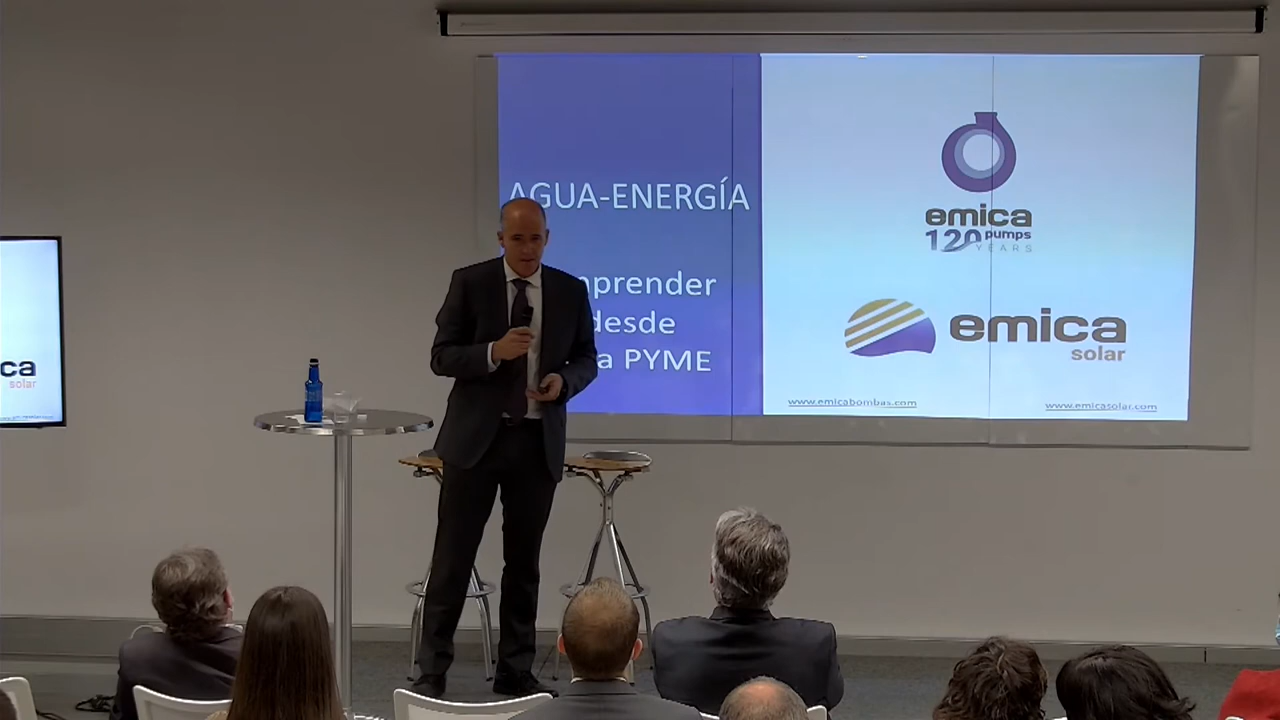 AGUA-ENERGÍA
prender
desde
a PYME
emica
pumps
120 YEARS
emica
solar
www.emicabombas.com
www.emicasolar.com
ca
solar